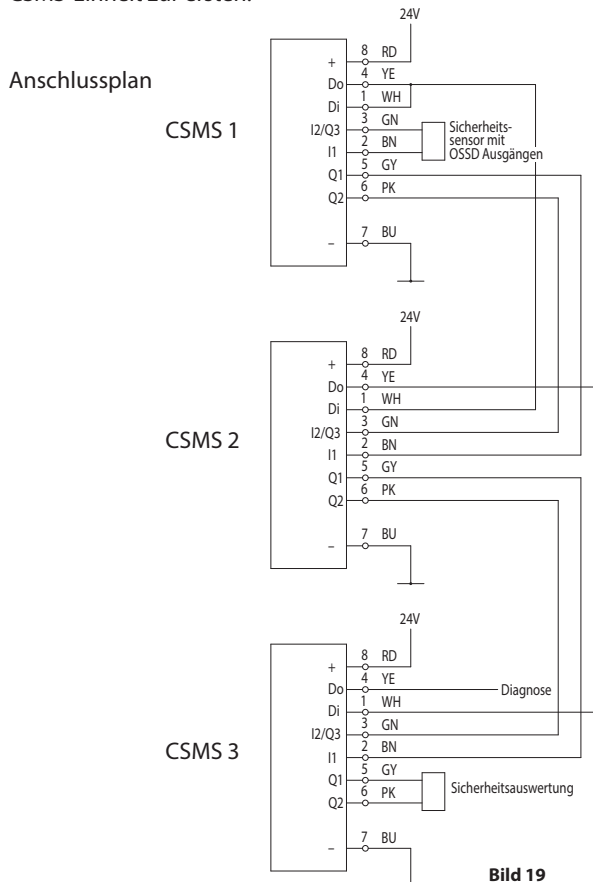 24V
8 RD
+
4 YE
Do
1 WH
Di
Anschlussplan
3 GN
I2/Q3
CSMS 1
2 BN
I1
Sicherheits-
sensor mit
OSSD Ausgängen
5 GY
Q1
6 PK
Q2
7 BU
–
24V
8 RD
+
4 YE
Do
1 WH
Di
3 GN
I2/Q3
CSMS 2
2 BN
I1
5 GY
Q1
6 PK
Q2
7 BU
–
24V
8 RD
+
4 YE
Do
Diagnose
1 WH
Di
3 GN
I2/Q3
CSMS 3
2 BN
I1
5 GY
Q1
6 PK
Q2
Sicherheitsauswertung
7 BU
–
Bild 19